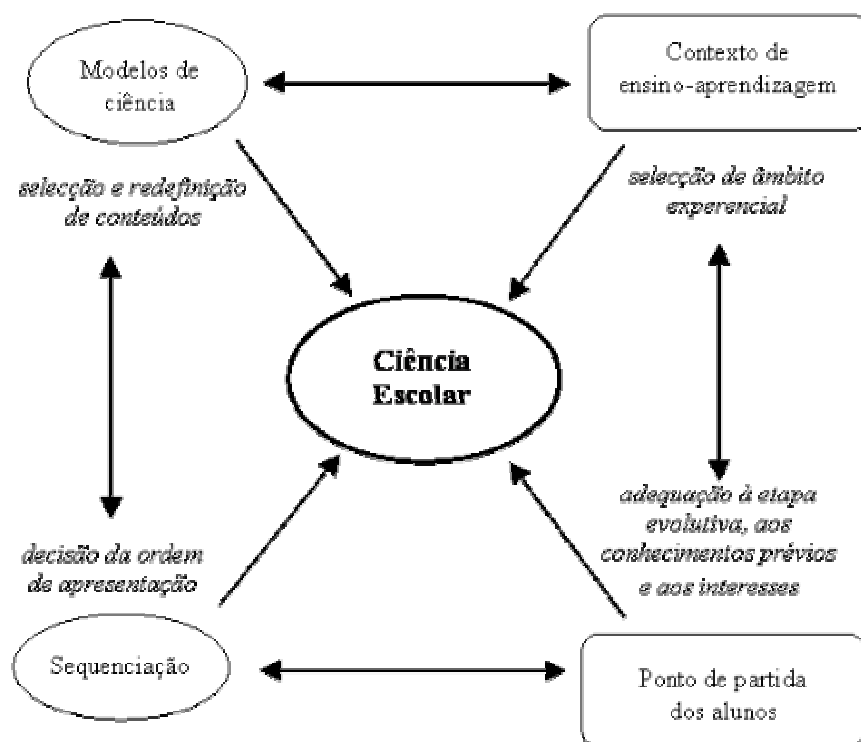 Modelos de
ciência
Contexto de
ensino-aprendizagem
selecção e redefinição
de conteúdos
selecção de âmbito
experencial
Ciência
Escolar
decisão da ordem
de apresentação
adequação à etapa
evolutiva, aos
conhecimentos prévios
e aos interesses
Sequenciação
Ponto de partida
dos alunos